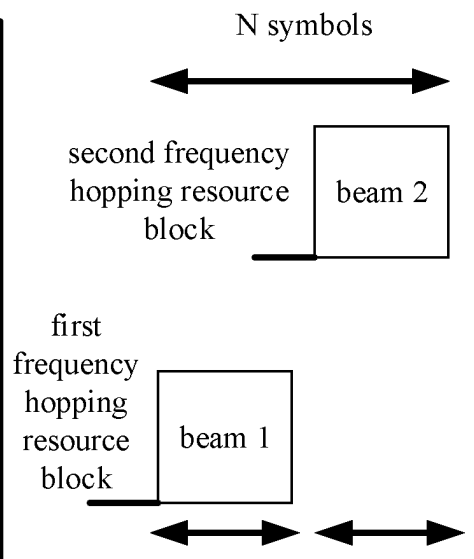 N symbols
second frequency
hopping resource
block
beam 2
first
frequency
hopping
resource
block
beam 1